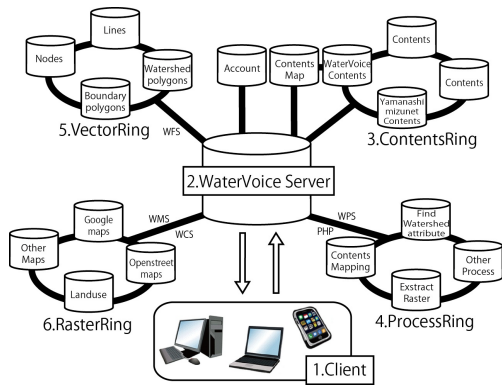 Lines
Nodes
Watershed
polygons
Boundary
polygons
5.VectorRing
WFS
Account
Contents
Map
WaterVoice
Contents
Contents
Contents
Yamanashi
mizunet
Contents
3.ContentsRing
2.WaterVoice Server
Google
maps
WMS
WCS
Other
Maps
Openstreet
maps
Landuse
6.RasterRing
WPS
PHP
Find
Watershed
attribute
Contents
Mapping
Other
Process
Exstract
Raster
4.ProcessRing
1.Client